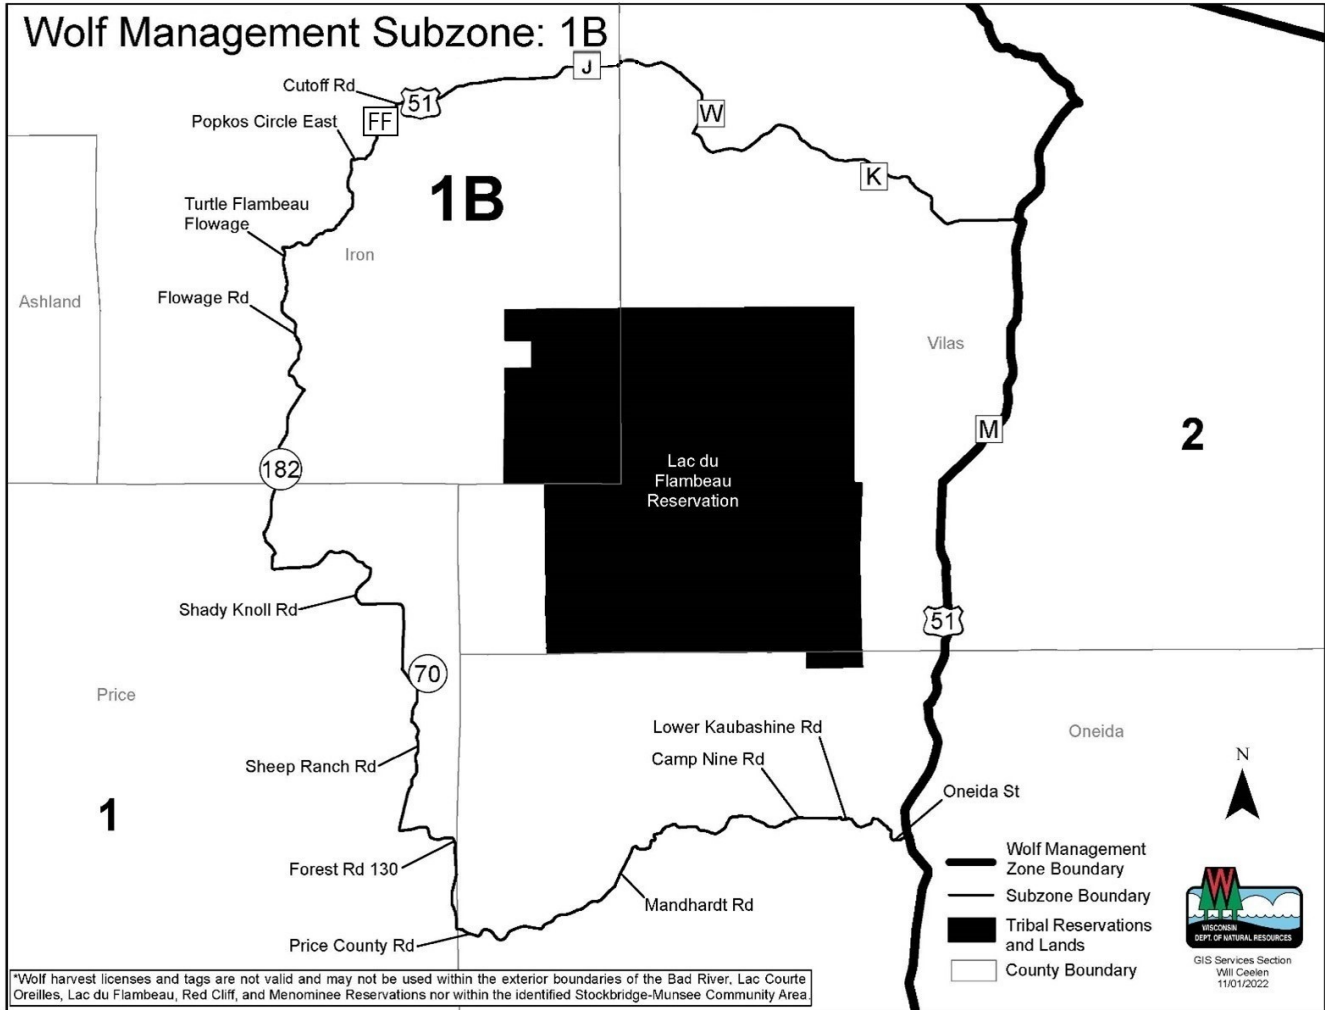 Wolf Management Subzone: 1B
J
Cutoff Rd
51
FF
W
Popkos Circle East
K
1B
Turtle Flambeau
Flowage
Iron
Ashland
Flowage Rd
Vilas
M
2
182
Lac du
Flambeau
Reservation
Shady Knoll Rd
51
70
Price
Lower Kaubashine Rd
Oneida
Camp Nine Rd
Sheep Ranch Rd
N
Oneida St
1
Wolf Management
Zone Boundary
Forest Rd 130
Subzone Boundary
Mandhardt Rd
Tribal Reservations
and Lands
Price County Rd
County Boundary
W
WISCONSIN
DEPT. OF NATURAL RESOURCES
GIS Services Section
Will Ceelen
11/01/2022
*Wolf harvest licenses and tags are not valid and may not be used within the exterior boundaries of the Bad River, Lac Courte
Oreilles, Lac du Flambeau, Red Cliff, and Menominee Reservations nor within the identified Stockbridge-Munsee Community Area.